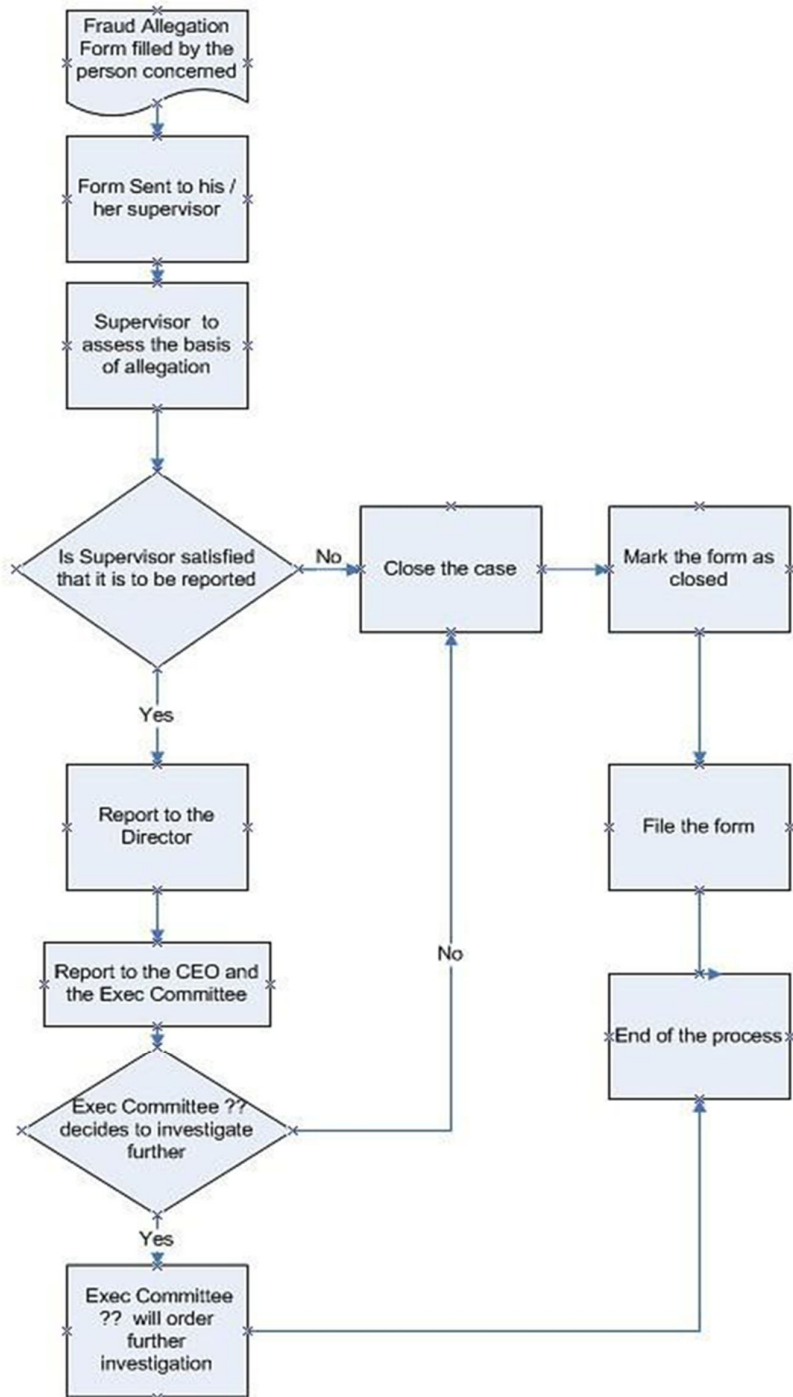 Fraud Allegation
Form filled by the
person concerned
Form Sent to his /
her supervisor
Supervisor to
assess the basis
of allegation
Is Supervisor satisfied
that it is to be reported
No
Close the case
Mark the form as
closed
Yes
Report to the
Director
File the form
Report to the CEO and
the Exec Committee
No
End of the process
Exec Committee ??
decides to investigate
further
Yes
Exec Committee
?? will order
further
investigation